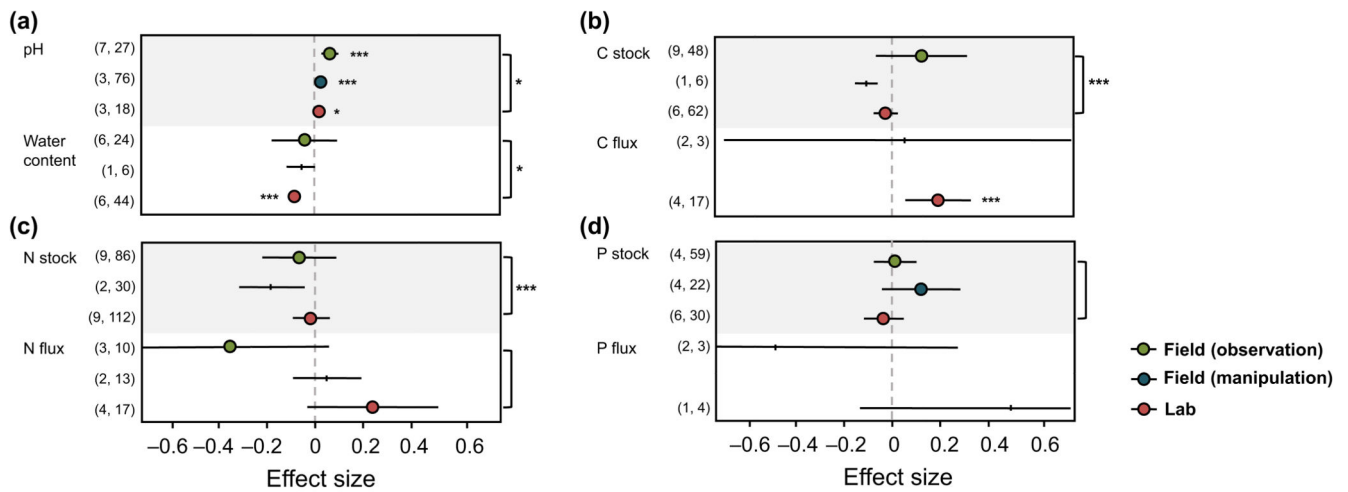 (a)
pH (7, 27) ***
(3, 76) ***
(3, 18) *
*
Water content (6, 24)
(1, 6)
(6, 44) ***
*
(b)
C stock (9, 48)
(1, 6)
(6, 62)
***
C flux (2, 3)
(4, 17) ***
(c)
N stock (9, 86)
(2, 30)
(9, 112)
***
N flux (3, 10)
(2, 13)
(4, 17)
–0.6 –0.4 –0.2 0 0.2 0.4 0.6
Effect size
(d)
P stock (4, 59)
(4, 22)
(6, 30)
P flux (2, 3)
(1, 4)
–0.6 –0.4 –0.2 0 0.2 0.4 0.6
Effect size
Field (observation)
Field (manipulation)
Lab